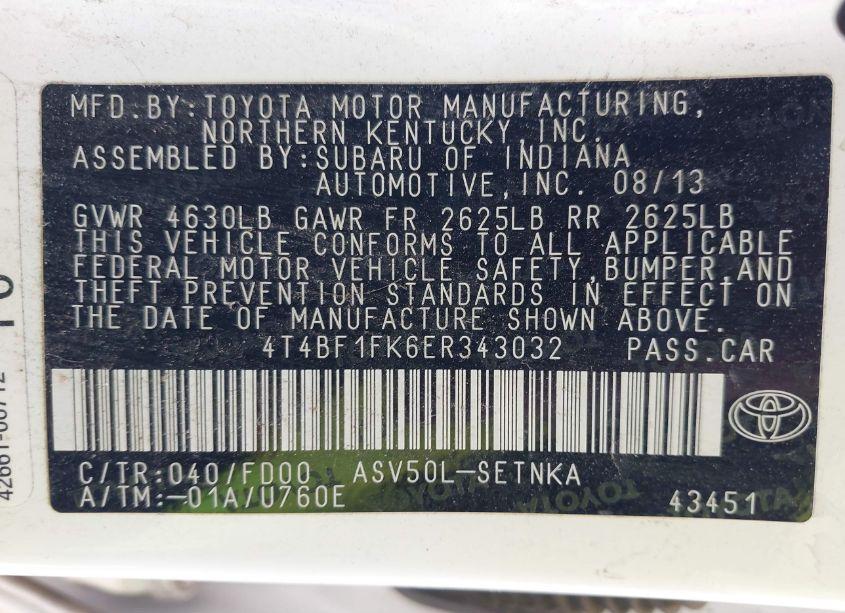 MFD.BY:TOYOTA MOTOR MANUFACTURING,
NORTHERN KENTUCKY,INC.
ASSEMBLED BY:SUBARU OF INDIANA
AUTOMOTIVE,INC. 08/13
GVWR 4630LB GAWR FR 2625LB RR 2625LB
THIS VEHICLE CONFORMS TO ALL APPLICABLE
FEDERAL MOTOR VEHICLE SAFETY,BUMPER,AND
THEFT PREVENTION STANDARDS IN EFFECT ON
THE DATE OF MANUFACTURE SHOWN ABOVE.
4T4BF1FK6ER343032 PASS.CAR
C/TR:040/FD00 ASV50L-SETNKA
A/TM:-01A/U760E 43451
TOYOTA